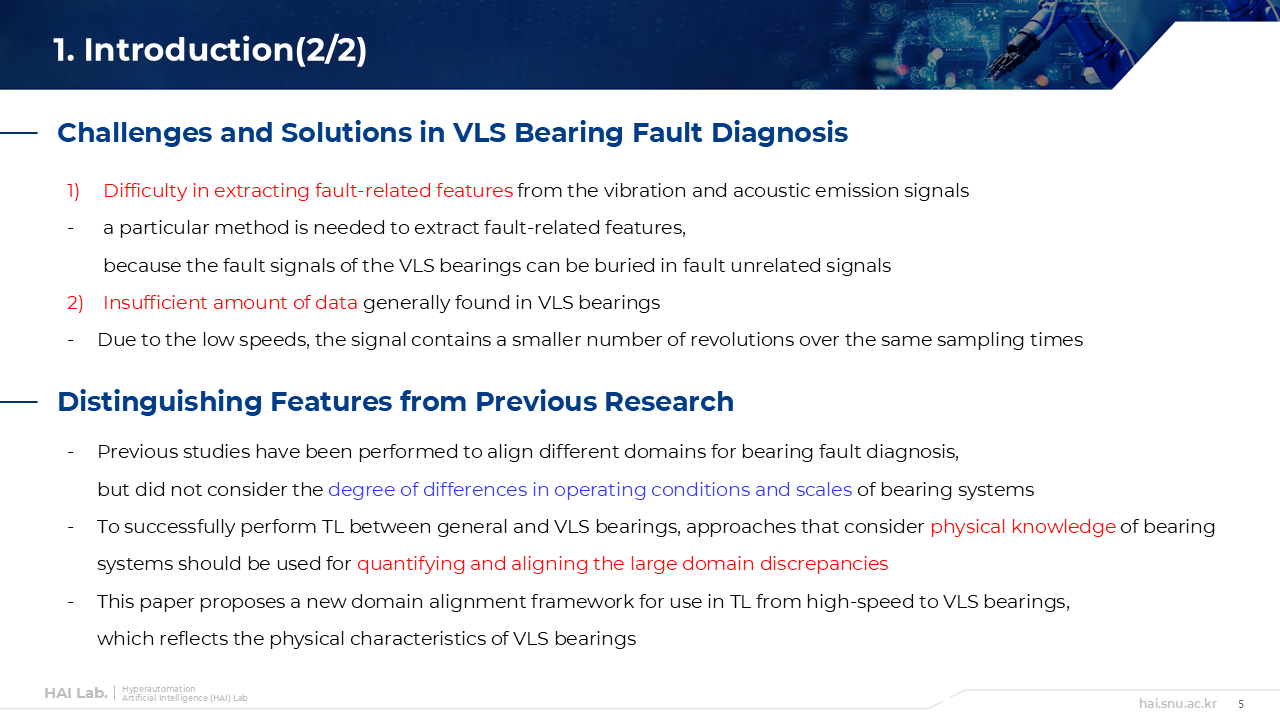 1. Introduction(2/2)
Challenges and Solutions in VLS Bearing Fault Diagnosis
1) Difficulty in extracting fault-related features from the vibration and acoustic emission signals
- a particular method is needed to extract fault-related features,
because the fault signals of the VLS bearings can be buried in fault unrelated signals
2) Insufficient amount of data generally found in VLS bearings
- Due to the low speeds, the signal contains a smaller number of revolutions over the same sampling times
Distinguishing Features from Previous Research
- Previous studies have been performed to align different domains for bearing fault diagnosis,
but did not consider the degree of differences in operating conditions and scales of bearing systems
- To successfully perform TL between general and VLS bearings, approaches that consider physical knowledge of bearing
systems should be used for quantifying and aligning the large domain discrepancies
- This paper proposes a new domain alignment framework for use in TL from high-speed to VLS bearings,
which reflects the physical characteristics of VLS bearings
HAI Lab.
Hyperautomation
Artificial Intelligence (HAI) Lab
hai.snu.ac.kr 5